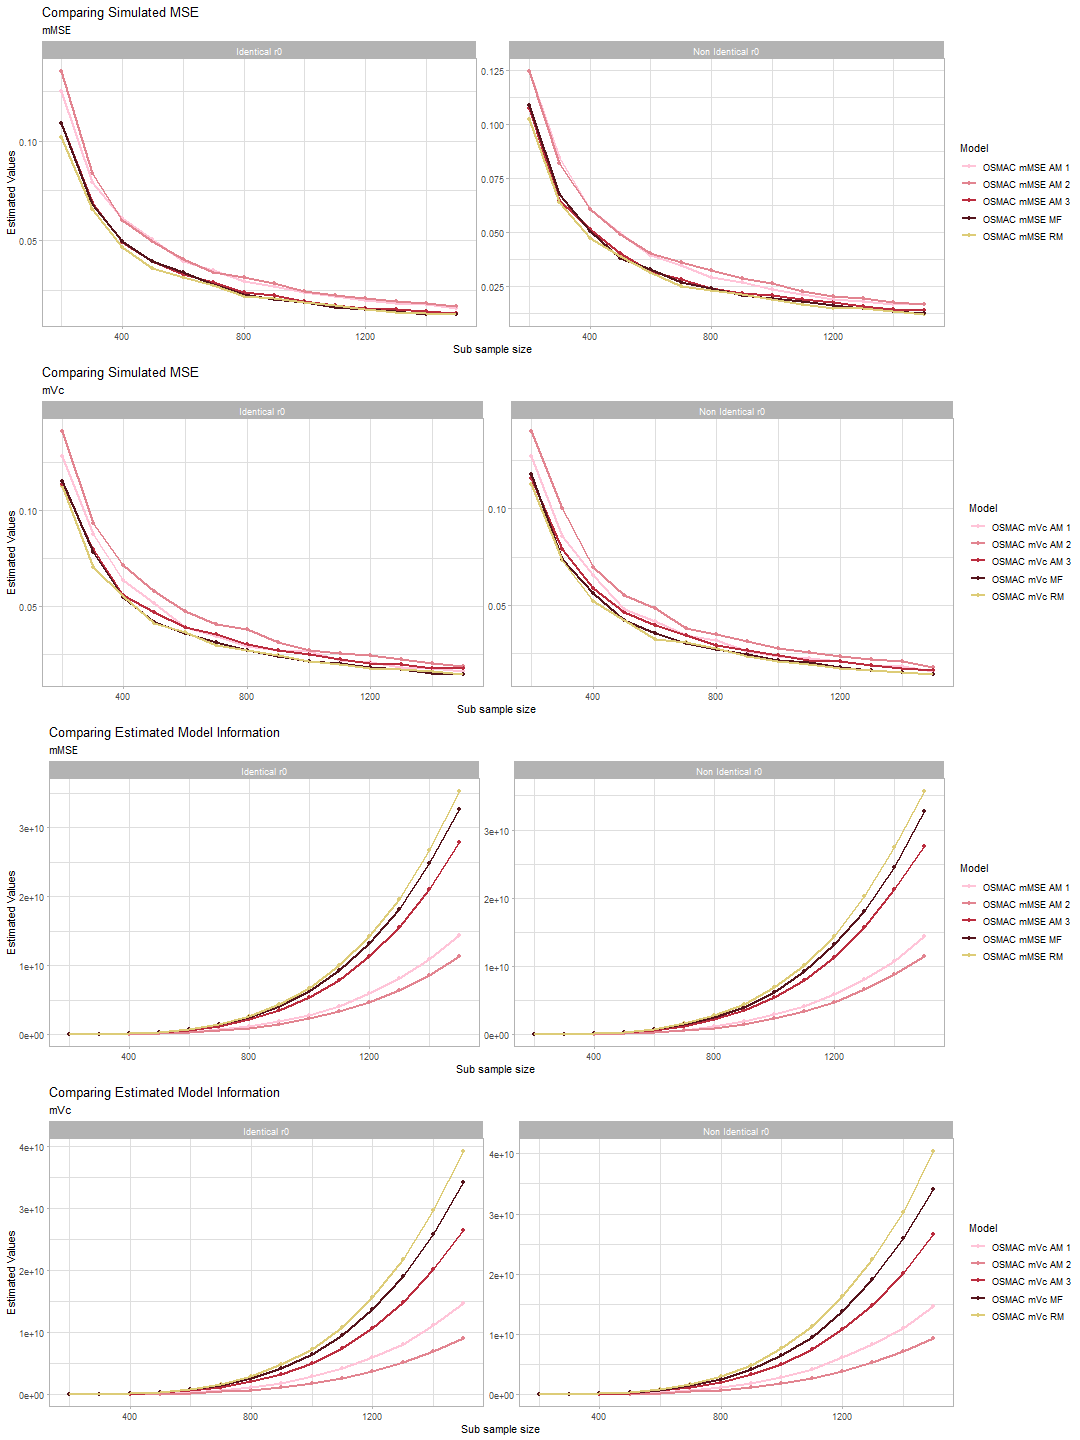 Comparing Simulated MSE
mMSE
Identical r0
Non Identical r0
Estimated Values
0.10
0.05
0.125
0.100
0.075
0.050
0.025
400
800
1200
400
800
1200
Sub sample size
Model
OSMAC mMSE AM 1
OSMAC mMSE AM 2
OSMAC mMSE AM 3
OSMAC mMSE MF
OSMAC mMSE RM
Comparing Simulated MSE
mVc
Identical r0
Non Identical r0
Estimated Values
0.10
0.05
0.10
0.05
400
800
1200
400
800
1200
Sub sample size
Model
OSMAC mVc AM 1
OSMAC mVc AM 2
OSMAC mVc AM 3
OSMAC mVc MF
OSMAC mVc RM
Comparing Estimated Model Information
mMSE
Identical r0
Non Identical r0
Estimated Values
3e+10
2e+10
1e+10
0e+00
3e+10
2e+10
1e+10
0e+00
400
800
1200
400
800
1200
Sub sample size
Model
OSMAC mMSE AM 1
OSMAC mMSE AM 2
OSMAC mMSE AM 3
OSMAC mMSE MF
OSMAC mMSE RM
Comparing Estimated Model Information
mVc
Identical r0
Non Identical r0
Estimated Values
4e+10
3e+10
2e+10
1e+10
0e+00
4e+10
3e+10
2e+10
1e+10
0e+00
400
800
1200
400
800
1200
Sub sample size
Model
OSMAC mVc AM 1
OSMAC mVc AM 2
OSMAC mVc AM 3
OSMAC mVc MF
OSMAC mVc RM